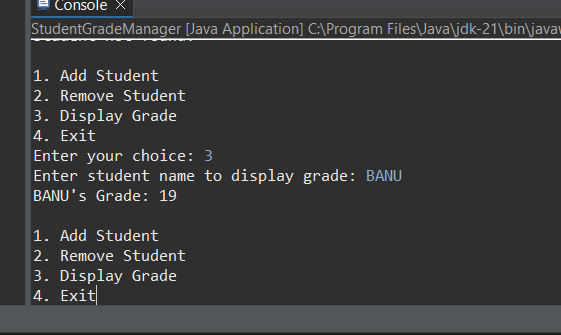 Console
StudentGradeManager [Java Application] C:\Program Files\Java\jdk-21\bin\javaw
1. Add Student
2. Remove Student
3. Display Grade
4. Exit
Enter your choice: 3
Enter student name to display grade: BANU
BANU's Grade: 19
1. Add Student
2. Remove Student
3. Display Grade
4. Exit